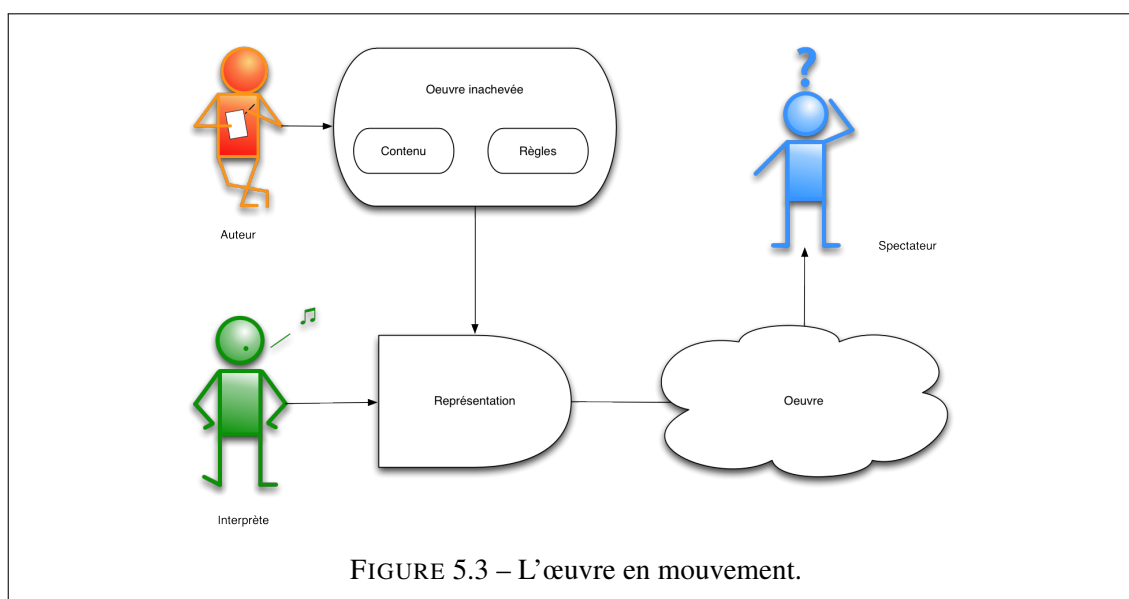 ?
Oeuvre inachevée
Contenu
Règles
Auteur
Spectateur
Représentation
Oeuvre
Interprète
FIGURE 5.3 – L’œuvre en mouvement.